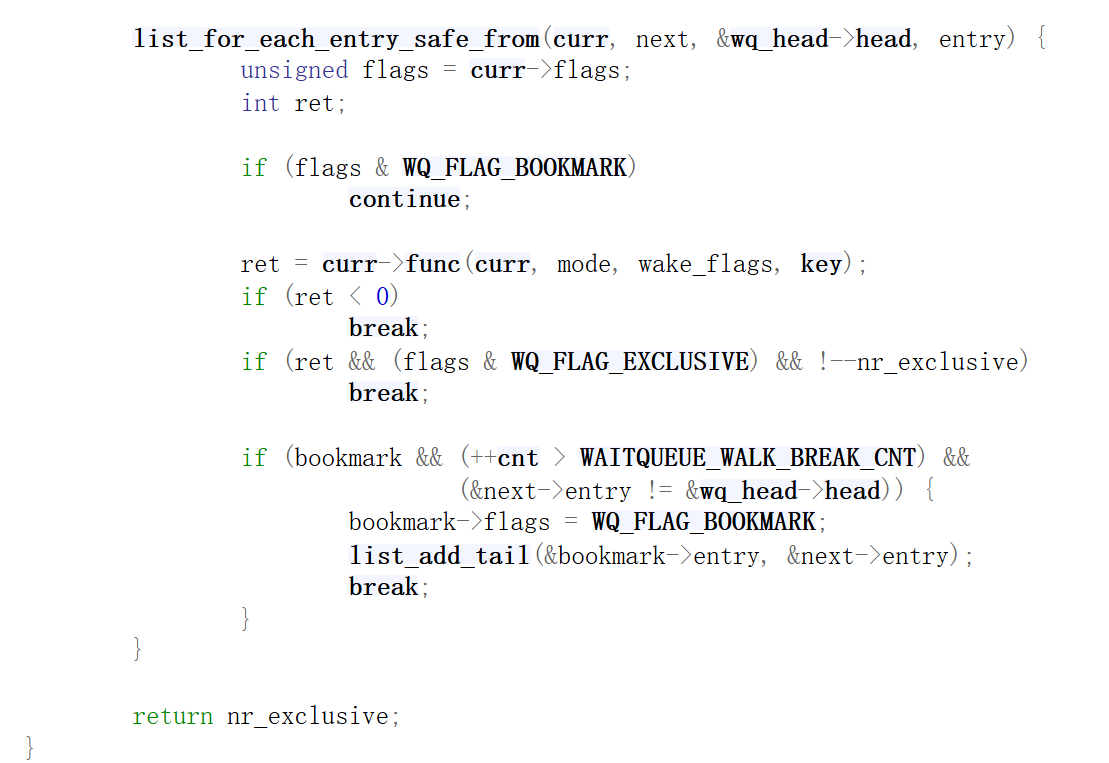 list_for_each_entry_safe_from(curr, next, &wq_head->head, entry) {
unsigned flags = curr->flags;
int ret;
if (flags & WQ_FLAG_BOOKMARK)
continue;
ret = curr->func(curr, mode, wake_flags, key);
if (ret < 0)
break;
if (ret && (flags & WQ_FLAG_EXCLUSIVE) && !--nr_exclusive)
break;
if (bookmark && (++cnt > WAITQUEUE_WALK_BREAK_CNT) &&
(&next->entry != &wq_head->head)) {
bookmark->flags = WQ_FLAG_BOOKMARK;
list_add_tail(&bookmark->entry, &next->entry);
break;
}
}
return nr_exclusive;
}